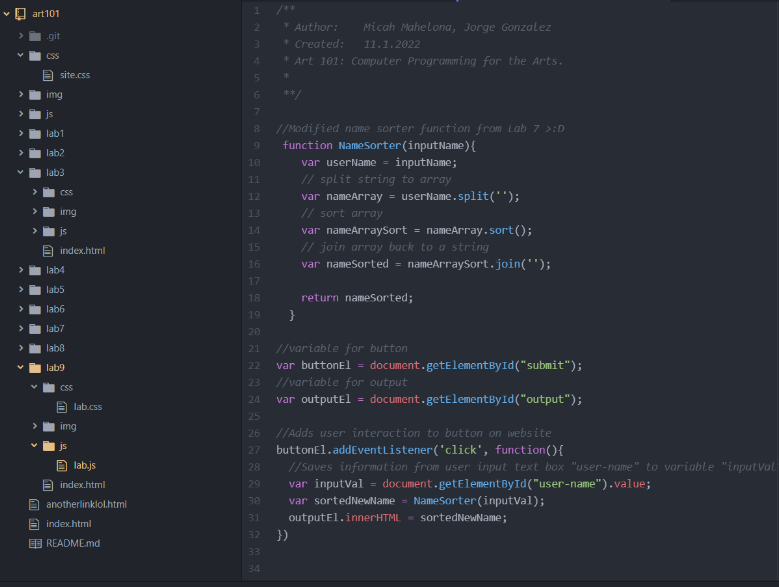 art101
.git
css
site.css
img
js
lab1
lab2
lab3
css
img
js
index.html
lab4
lab5
lab6
lab7
lab8
lab9
css
lab.css
img
js
lab.js
index.html
anotherlinklol.html
index.html
README.md
1 /**
2 * Author: Micah Mahelona, Jorge Gonzalez
3 * Created: 11.1.2022
4 * Art 101: Computer Programming for the Arts.
5 *
6 **/
7
8 //Modified name sorter function from Lab 7 >:D
9 function NameSorter(inputName){
10 var userName = inputName;
11 // split string to array
12 var nameArray = userName.split('');
13 // sort array
14 var nameArraySort = nameArray.sort();
15 // join array back to a string
16 var nameSorted = nameArraySort.join('');
17
18 return nameSorted;
19 }
20
21 //variable for button
22 var buttonEl = document.getElementById("submit");
23 //variable for output
24 var outputEl = document.getElementById("output");
25
26 //Adds user interaction to button on website
27 buttonEl.addEventListener('click', function(){
28 //Saves information from user input text box "user-name" to variable "inputVal
29 var inputVal = document.getElementById("user-name").value;
30 var sortedNewName = NameSorter(inputVal);
31 outputEl.innerHTML = sortedNewName;
32 })
33
34